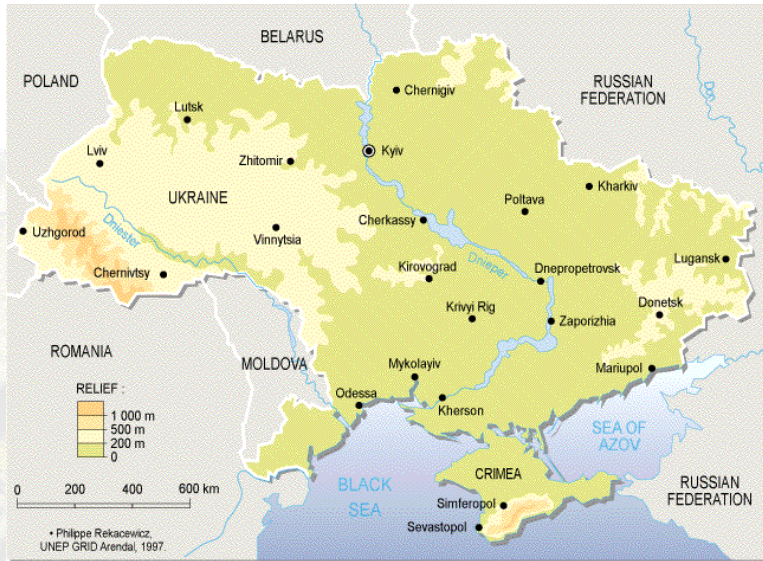 BELARUS
POLAND
Chernigiv
RUSSIAN
FEDERATION
Don
Lutsk
Lviv
Zhitomir
Kyiv
Kharkiv
UKRAINE
Poltava
Cherkassy
Uzhgorod
Dniester
Vinnytsia
Chernivtsy
Kirovograd
Dnieper
Dnepropetrovsk
Lugansk
Krivyi Rig
Zaporizhia
Donetsk
ROMANIA
MOLDOVA
Mykolayiv
Mariupol
Odessa
Kherson
RELIEF :
1 000 m
500 m
200 m
0
SEA OF
AZOV
CRIMEA
BLACK
SEA
Simferopol
Sevastopol
RUSSIAN
FEDERATION
0 200 400 600 km
• Philippe Rekacewicz,
UNEP GRID Arendal, 1997.